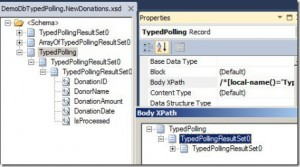 DemoDbTypedPolling.NewDonations.xsd
<Schema>
TypedPollingResultSet0
ArrayOfTypedPollingResultSet0
TypedPolling
TypedPollingResultSet0
TypedPollingResultSet0
DonationID
DonorName
DonationAmount
DonationDate
IsProcessed
Properties
TypedPolling Record
Base Data Type
Block (Default)
Body XPath /*[local-name()="Typ
Content Type (Default)
Data Structure Type
Body XPath
TypedPolling
TypedPollingResultSet0
TypedPollingResultSet0